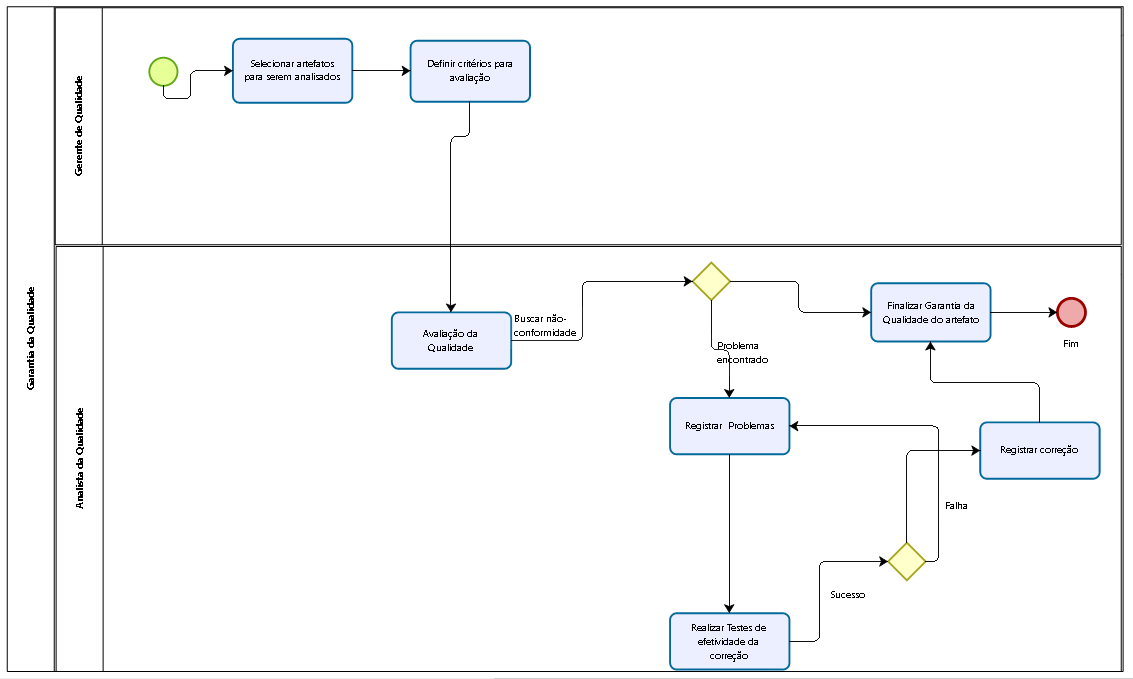 Garantia da Qualidade
Gerente de Qualidade
Selecionar artefatos
para serem analisados
Definir critérios para
avaliação
Analista da Qualidade
Avaliação da
Qualidade
Buscar não-
conformidade
Problema
encontrado
Finalizar Garantia da
Qualidade do artefato
Fim
Registrar Problemas
Registrar correção
Falha
Sucesso
Realizar Testes de
efetividade da
correção